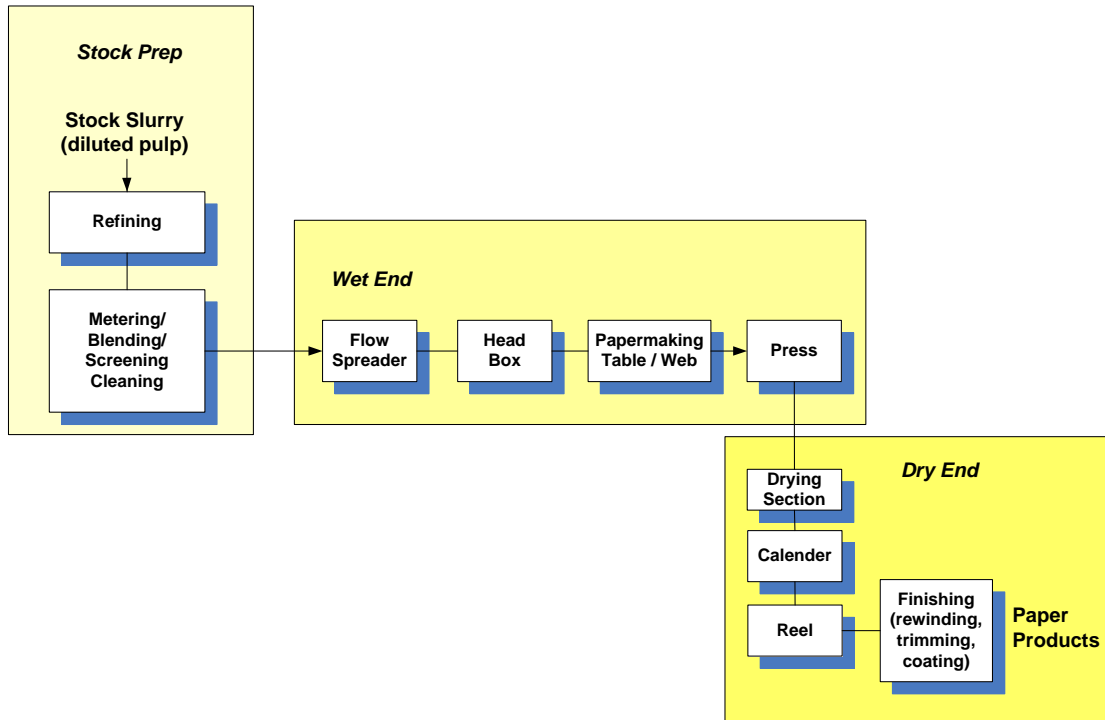 Stock Prep
Stock Slurry
(diluted pulp)
Refining
Metering/
Blending/
Screening
Cleaning
Wet End
Flow
Spreader
Head
Box
Papermaking
Table / Web
Press
Dry End
Drying
Section
Calender
Reel
Finishing
(rewinding,
trimming,
coating)
Paper
Products